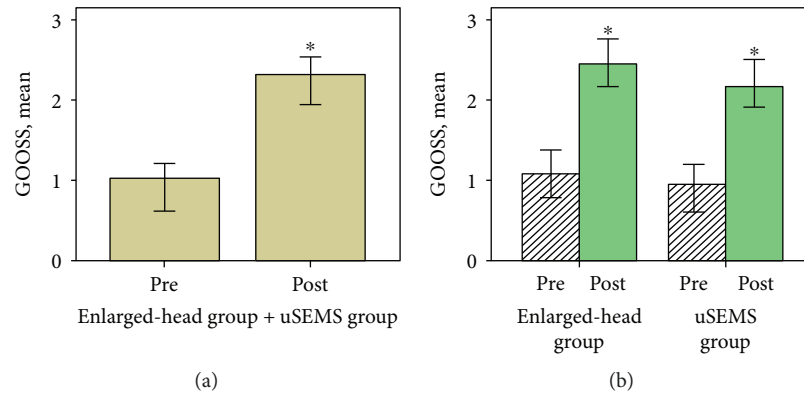 3
2
1
0
GOOSS, mean
*
Pre
Post
Enlarged-head group + uSEMS group
(a)
3
2
1
0
GOOSS, mean
*
*
Pre Post Pre Post
Enlarged-head group
uSEMS group
(b)